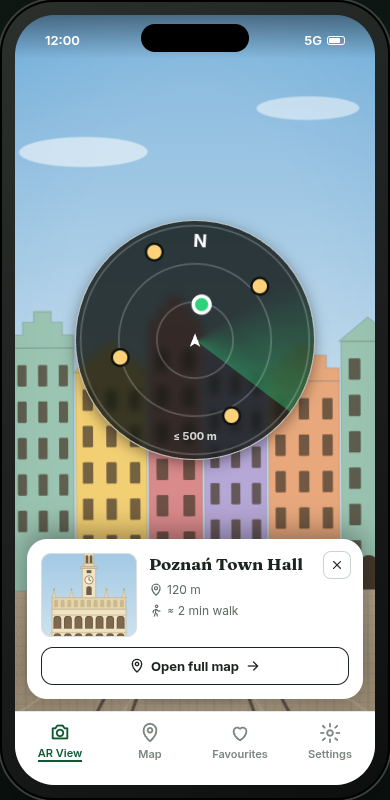 12:00
5G
N
≤ 500 m
Poznań Town Hall
120 m
≈ 2 min walk
Open full map
AR View
Map
Favourites
Settings